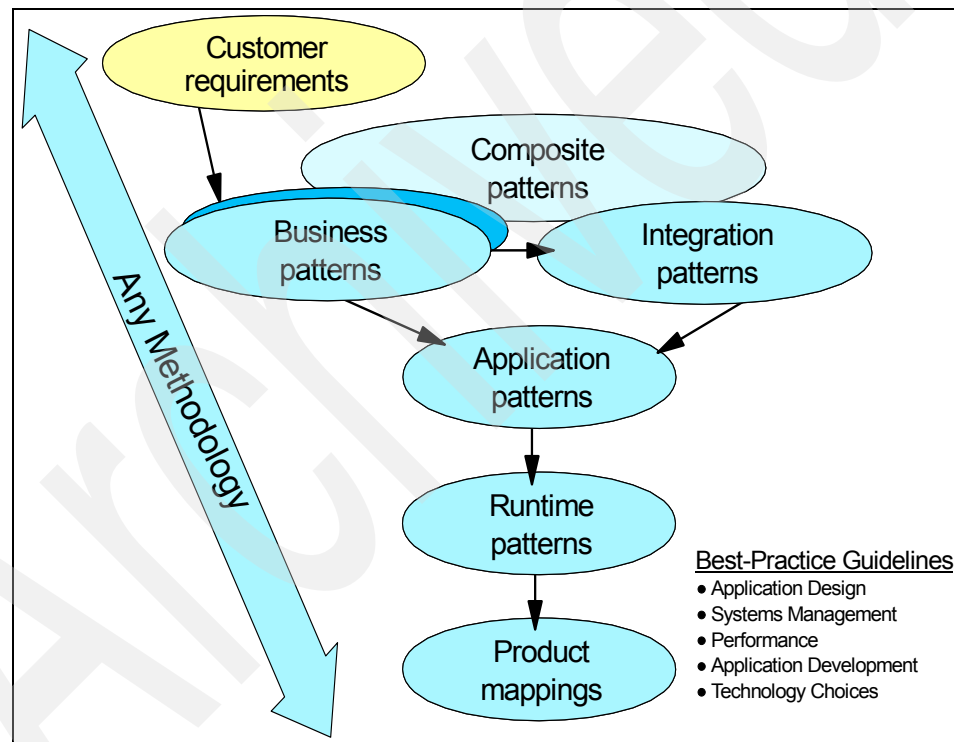 Customer
requirements
Composite
patterns
Business
patterns
Integration
patterns
Any Methodology
Application
patterns
Runtime
patterns
Product
mappings
Best-Practice Guidelines
● Application Design
● Systems Management
● Performance
● Application Development
● Technology Choices
Archived